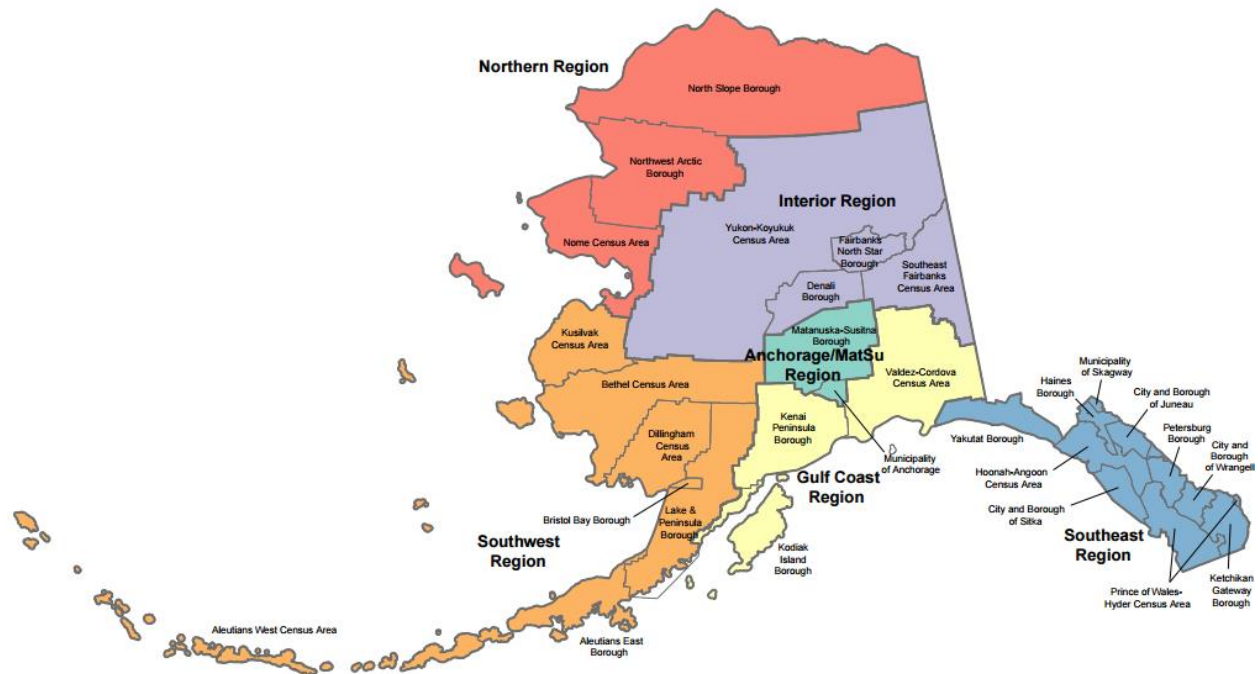 Northern Region
North Slope Borough
Northwest Arctic
Borough
Nome Census Area
Interior Region
Yukon-Koyukuk
Census Area
Fairbanks
North Star
Borough
Southeast
Fairbanks
Census Area
Denali
Borough
Matanuska-Susitna
Borough
Anchorage/MatSu
Region
Kusilvak
Census Area
Bethel Census Area
Valdez-Cordova
Census Area
Dillingham
Census
Area
Kenai
Peninsula
Borough
Municipality
of Anchorage
Gulf Coast
Region
Bristol Bay Borough
Lake &
Peninsula
Borough
Southwest
Region
Kodiak
Island
Borough
Aleutians West Census Area
Aleutians East
Borough
Municipality
of Skagway
Haines
Borough
City and Borough
of Juneau
Petersburg
Borough
City and
Borough
of Wrangell
Yakutat Borough
Hoonah-Angoon
Census Area
City and Borough
of Sitka
Southeast
Region
Prince of Wales-
Hyder Census Area
Ketchikan
Gateway
Borough